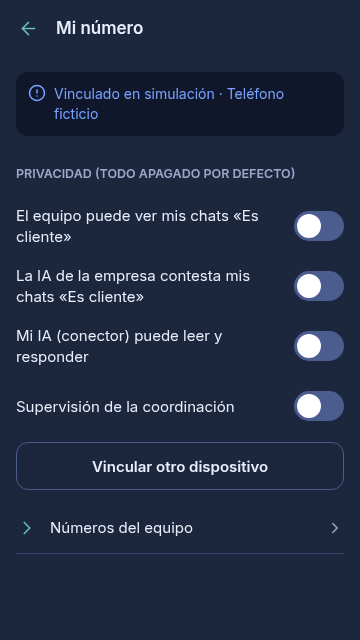 Mi número
Vinculado en simulación · Teléfono
ficticio
PRIVACIDAD (TODO APAGADO POR DEFECTO)
El equipo puede ver mis chats «Es
cliente»
La IA de la empresa contesta mis
chats «Es cliente»
Mi IA (conector) puede leer y
responder
Supervisión de la coordinación
Vincular otro dispositivo
Números del equipo